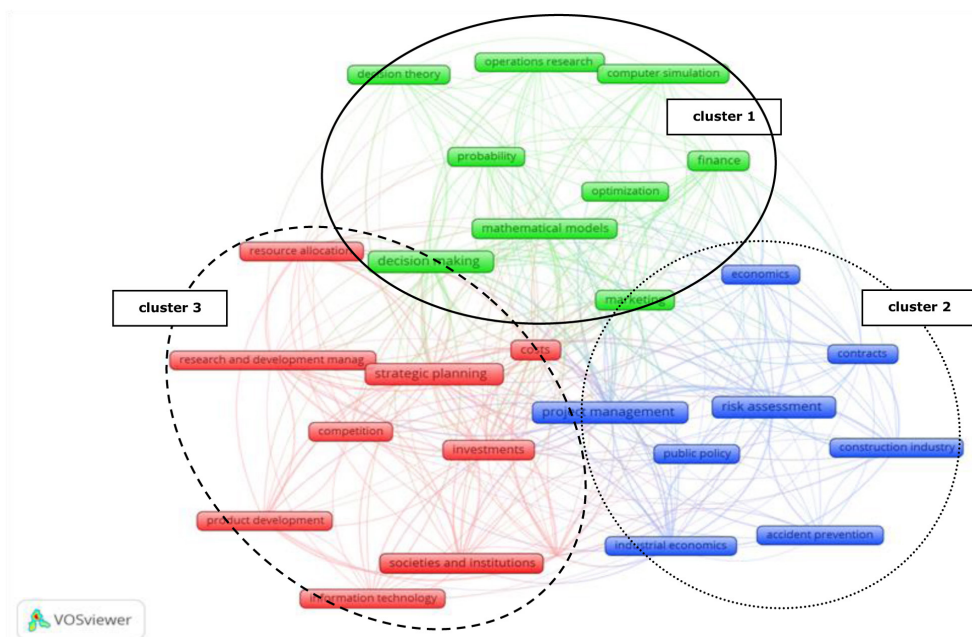 operations research
decision theory
computer simulation
cluster 1
probability
finance
optimization
mathematical models
resource allocation
decision making
economics
marketing
cluster 3
cluster 2
costs
contracts
research and development manag
strategic planning
project management
risk assessment
competition
investments
public policy
construction industry
product development
accident prevention
industrial economics
societies and institutions
information technology
VOSviewer